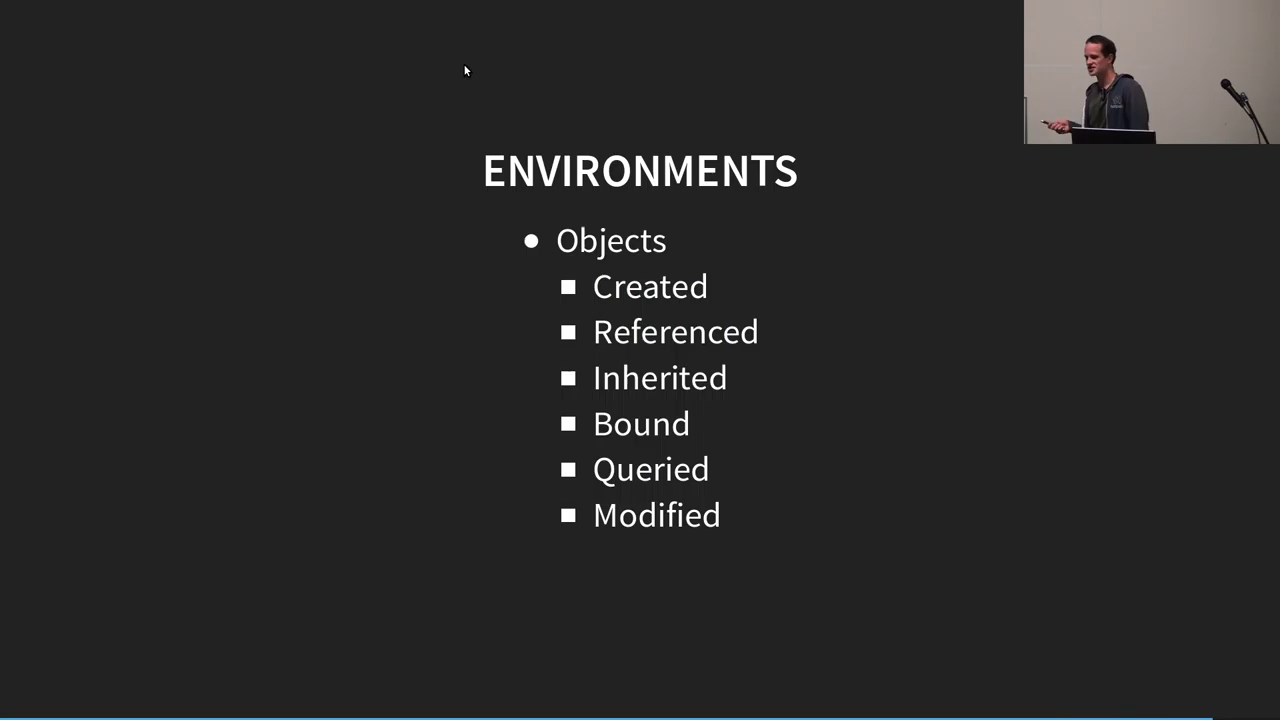 ENVIRONMENTS
Objects
Created
Referenced
Inherited
Bound
Queried
Modified